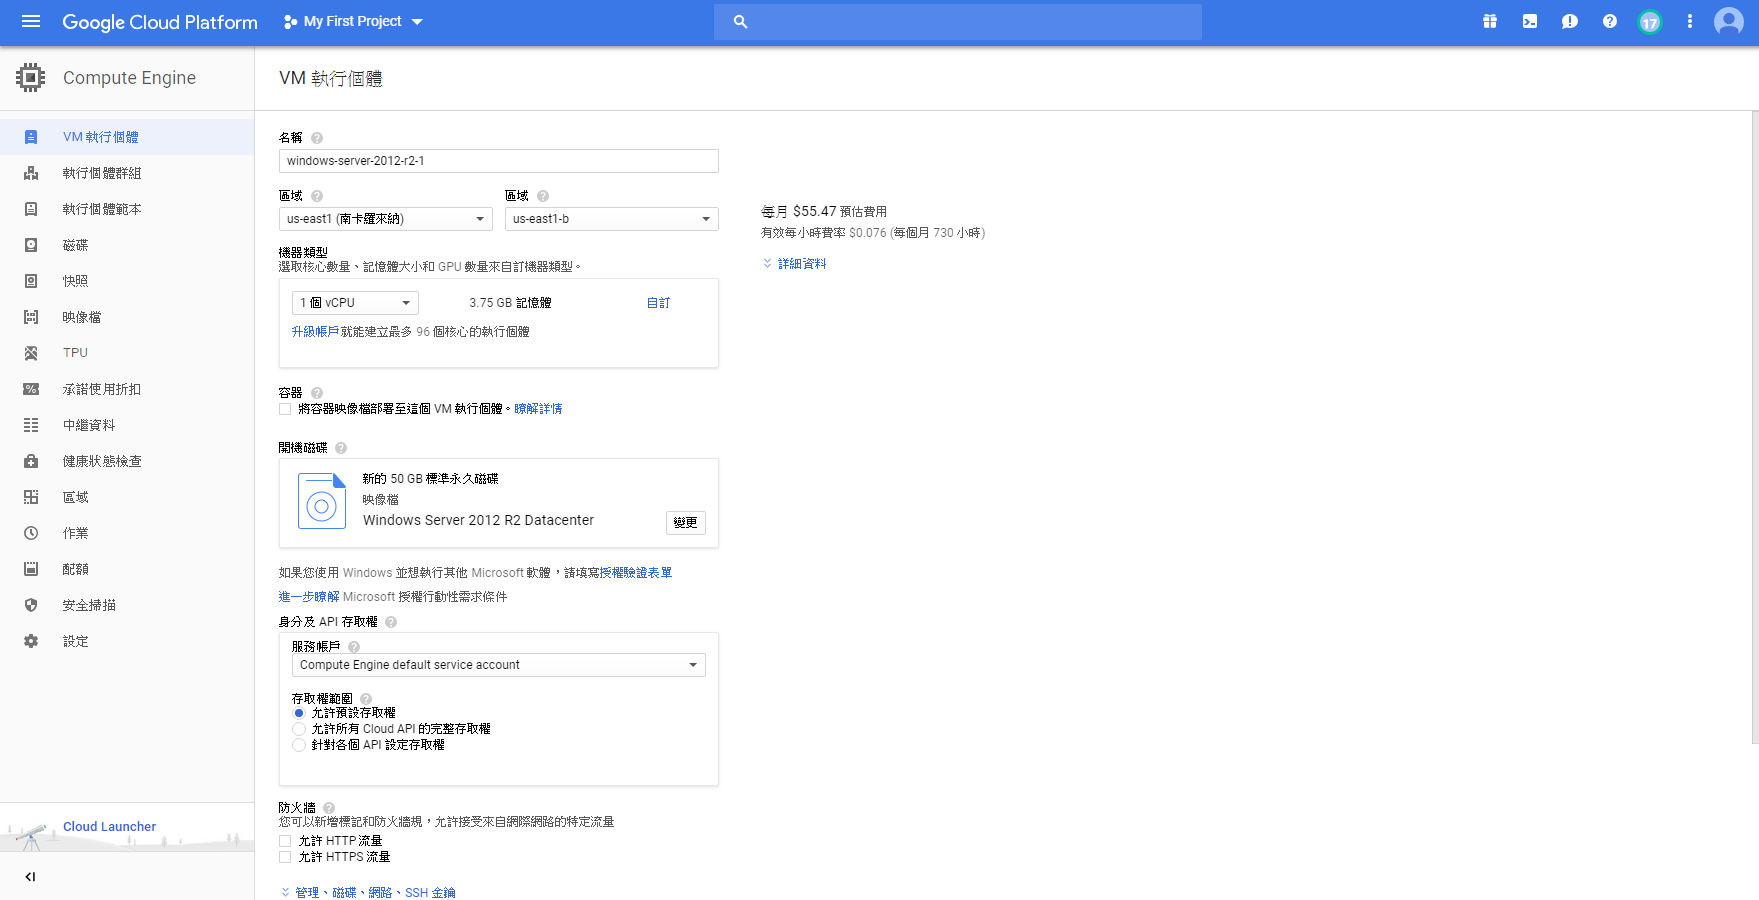 Google Cloud Platform
My First Project
17
Compute Engine
VM 執行個體
執行個體群組
執行個體範本
磁碟
快照
映像檔
TPU
承諾使用折扣
中繼資料
健康狀態檢查
區域
作業
配額
安全掃描
設定
Cloud Launcher
VM 執行個體
名稱
windows-server-2012-r2-1
區域 區域
us-east1 (南卡羅來納) us-east1-b
機器類型
選取核心數量、記憶體大小和 GPU 數量來自訂機器類型。
1 個 vCPU 3.75 GB 記憶體 自訂
升級帳戶就能建立最多 96 個核心的執行個體
容器
將容器映像檔部署至這個 VM 執行個體。瞭解詳情
開機磁碟
新的 50 GB 標準永久磁碟
映像檔
Windows Server 2012 R2 Datacenter
變更
如果您使用 Windows 並想執行其他 Microsoft 軟體，請填寫授權驗證表單
進一步瞭解 Microsoft 授權行動性需求條件
身分及 API 存取權
服務帳戶
Compute Engine default service account
存取權範圍
允許預設存取權
允許所有 Cloud API 的完整存取權
針對各個 API 設定存取權
防火牆
您可以新增標記和防火牆規，允許接受來自網際網路的特定流量
允許 HTTP 流量
允許 HTTPS 流量
管理、磁碟、網路、SSH 金鑰
每月 $55.47 預估費用
有效每小時費率 $0.076 (每個月 730 小時)
詳細資料